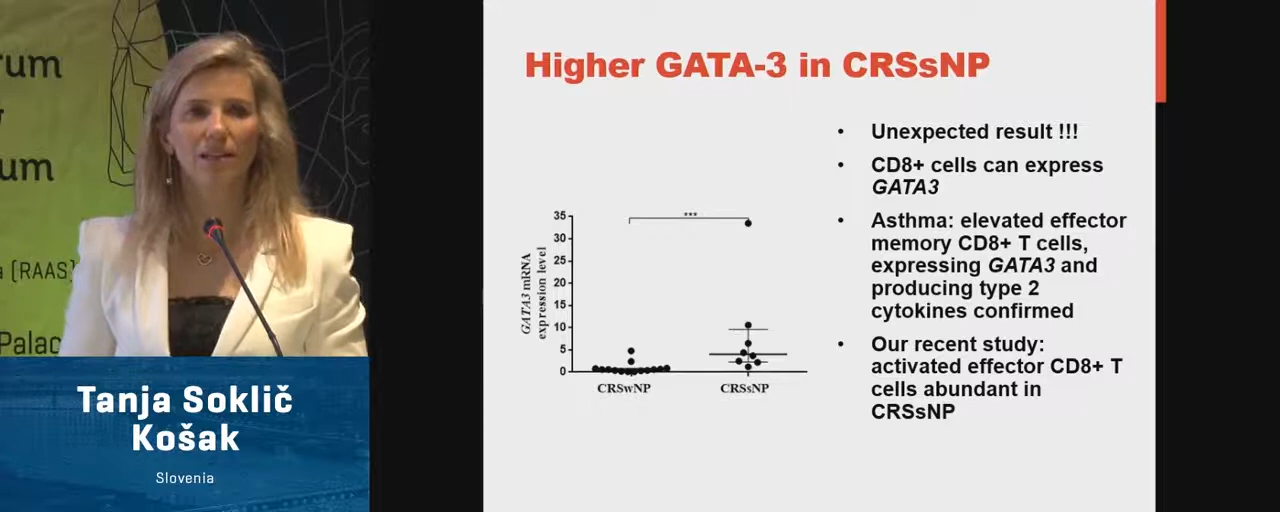 rum
um
a (RAAS)
Palac
Tanja Soklič
Košak
Slovenia
Higher GATA-3 in CRSsNP
• Unexpected result !!!
• CD8+ cells can express
GATA3
• Asthma: elevated effector
memory CD8+ T cells,
expressing GATA3 and
producing type 2
cytokines confirmed
• Our recent study:
activated effector CD8+ T
cells abundant in
CRSsNP
GATA3 mRNA
expression level
35
30
25
20
15
10
5
0
***
CRSwNP
CRSsNP